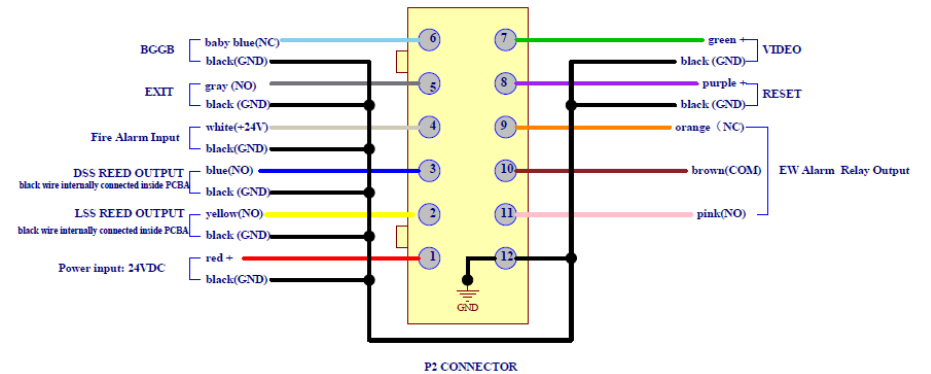 baby blue(NC)
BGGB
black(GND)
gray (NO)
EXIT
black (GND)
white(+24V)
Fire Alarm Input
black(GND)
DSS REED OUTPUT
blue(NO)
black wire internally connected inside PCBA
black (GND)
LSS REED OUTPUT
yellow(NO)
black wire internally connected inside PCBA
black (GND)
red +
Power input: 24VDC
black(GND)
6
5
4
3
2
1
7
8
9
10
11
12
GND
green +
VIDEO
black (GND)
purple +
RESET
black (GND)
orange（NC）
brown(COM)
EW Alarm Relay Output
pink(NO)
P2 CONNECTOR